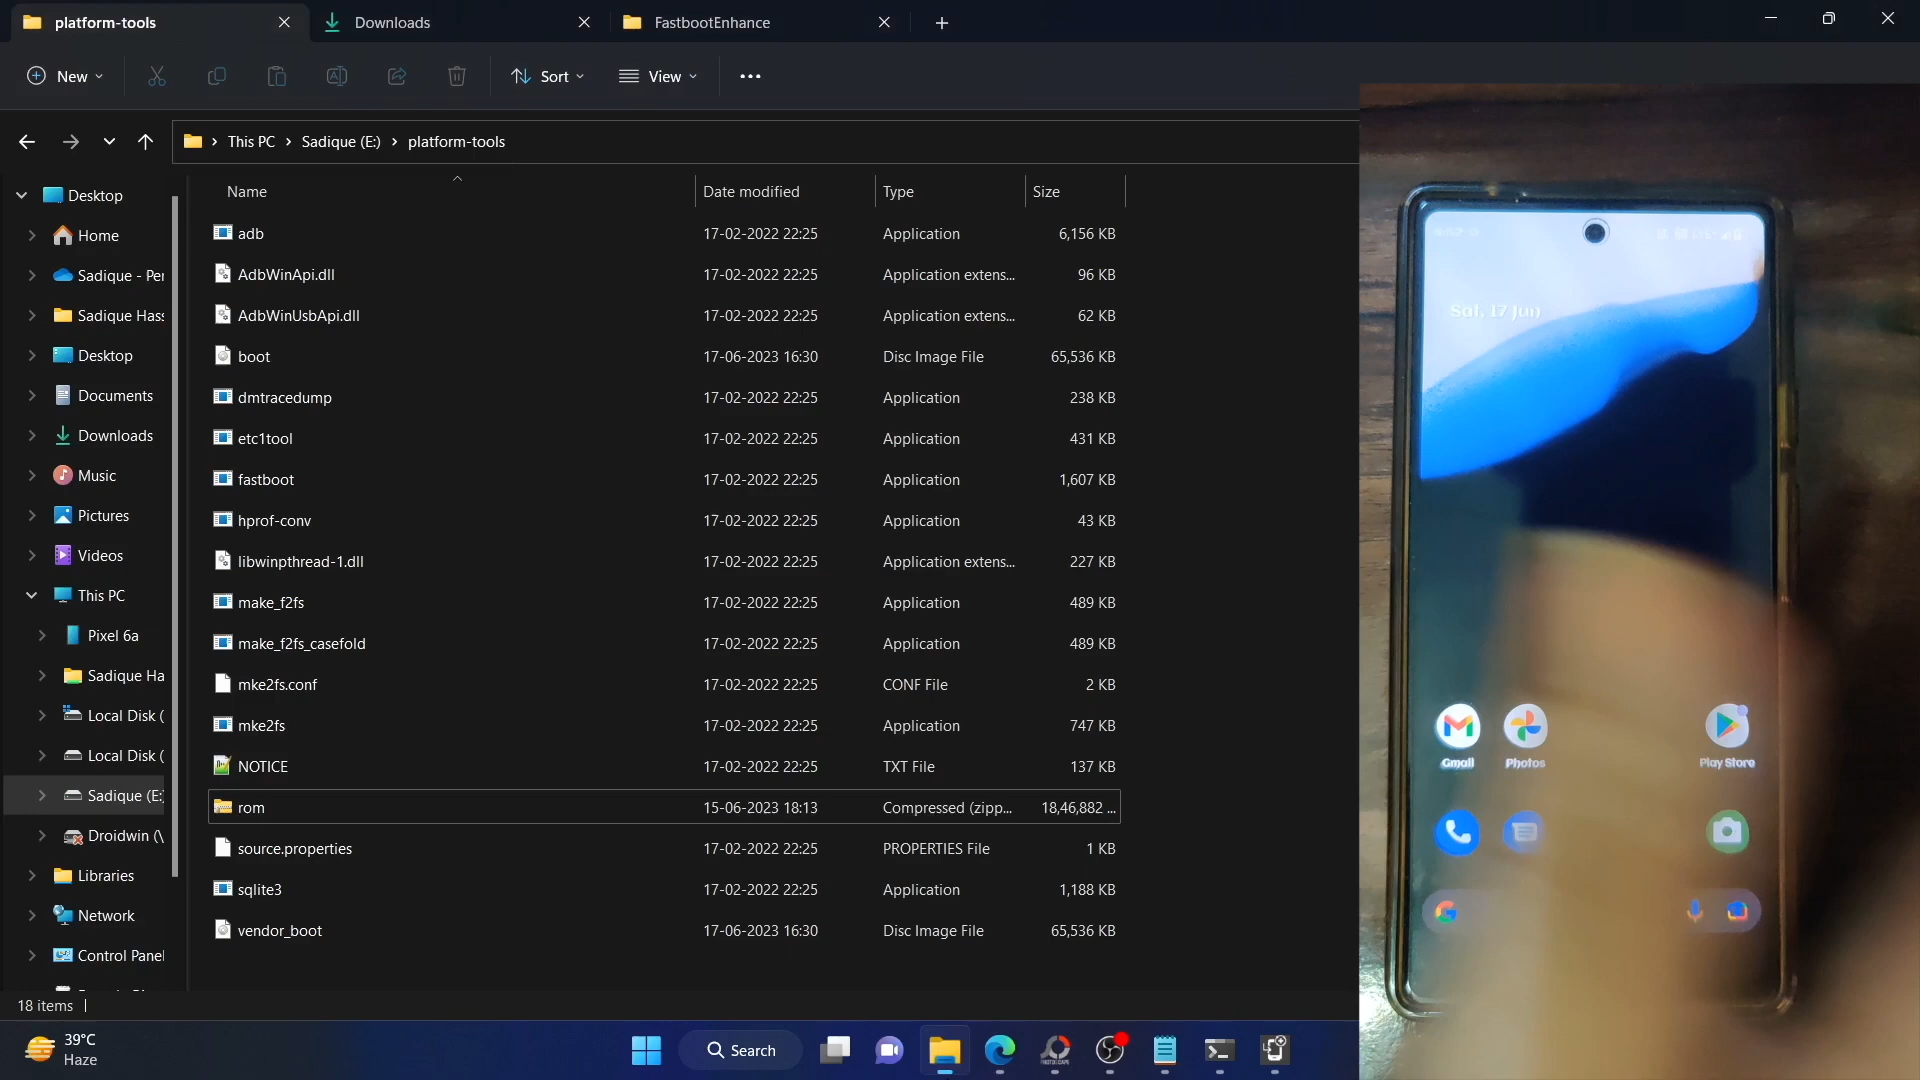 platform-tools
Downloads
FastbootEnhance
New
Sort
View
This PC
Sadique (E:)
platform-tools
Name
Date modified
Type
Size
adb 17-02-2022 22:25 Application 6,156 KB
AdbWinApi.dll 17-02-2022 22:25 Application extens... 96 KB
AdbWinUsbApi.dll 17-02-2022 22:25 Application extens... 62 KB
boot 17-06-2023 16:30 Disc Image File 65,536 KB
dmtracedump 17-02-2022 22:25 Application 238 KB
etc1tool 17-02-2022 22:25 Application 431 KB
fastboot 17-02-2022 22:25 Application 1,607 KB
hprof-conv 17-02-2022 22:25 Application 43 KB
libwinpthread-1.dll 17-02-2022 22:25 Application extens... 227 KB
make_f2fs 17-02-2022 22:25 Application 489 KB
make_f2fs_casefold 17-02-2022 22:25 Application 489 KB
mke2fs.conf 17-02-2022 22:25 CONF File 2 KB
mke2fs 17-02-2022 22:25 Application 747 KB
NOTICE 17-02-2022 22:25 TXT File 137 KB
rom 15-06-2023 18:13 Compressed (zipp... 18,46,882 ...
source.properties 17-02-2022 22:25 PROPERTIES File 1 KB
sqlite3 17-02-2022 22:25 Application 1,188 KB
vendor_boot 17-06-2023 16:30 Disc Image File 65,536 KB
Desktop
Home
Sadique - Per
Sadique Hass
Desktop
Documents
Downloads
Music
Pictures
Videos
This PC
Pixel 6a
Sadique Ha
Local Disk (
Local Disk (
Sadique (E:)
Droidwin (\
Libraries
Network
Control Panel
18 items
39°C
Haze
Search
Sat, 17 Jun
Gmail
Photos
Play Store